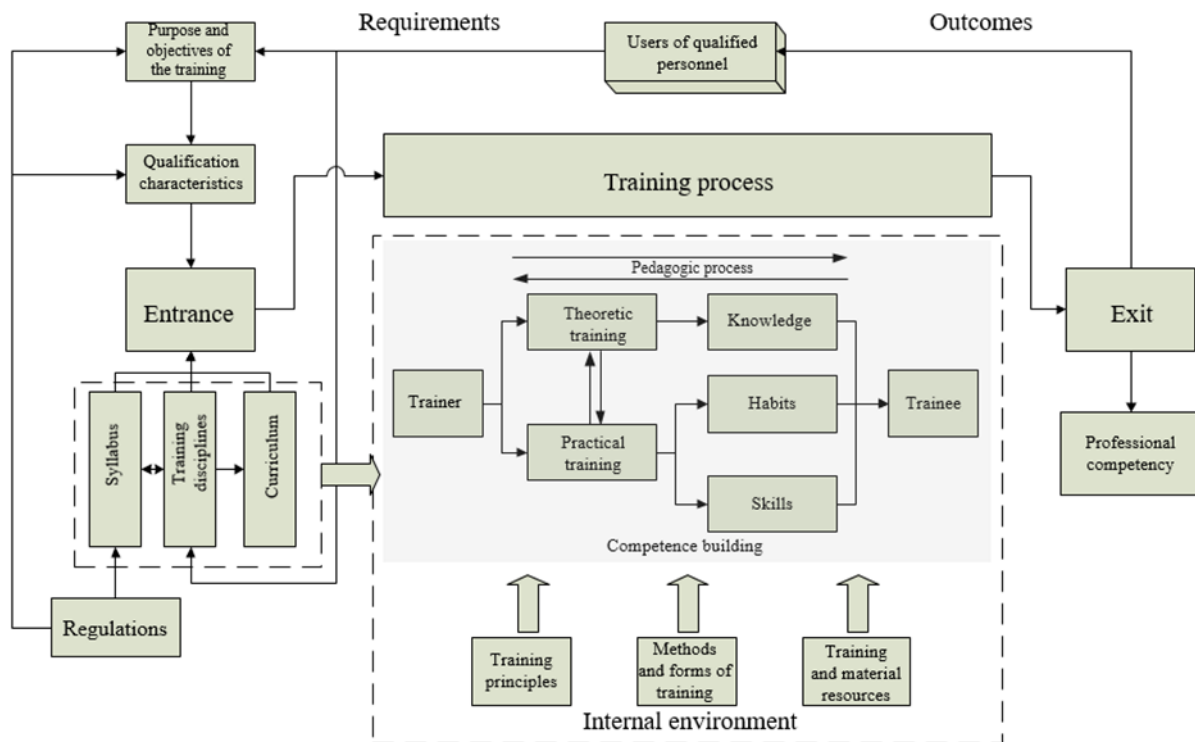 Requirements
Outcomes
Purpose and
objectives of
the training
Users of qualified
personnel
Qualification
characteristics
Training process
Entrance
Pedagogic process
Theoretic
training
Knowledge
Exit
Trainer
Habits
Trainee
Practical
training
Skills
Competence building
Syllabus
Training
disciplines
Curriculum
Professional
competency
Regulations
Training
principles
Methods
and forms of
training
Training
and material
resources
Internal environment